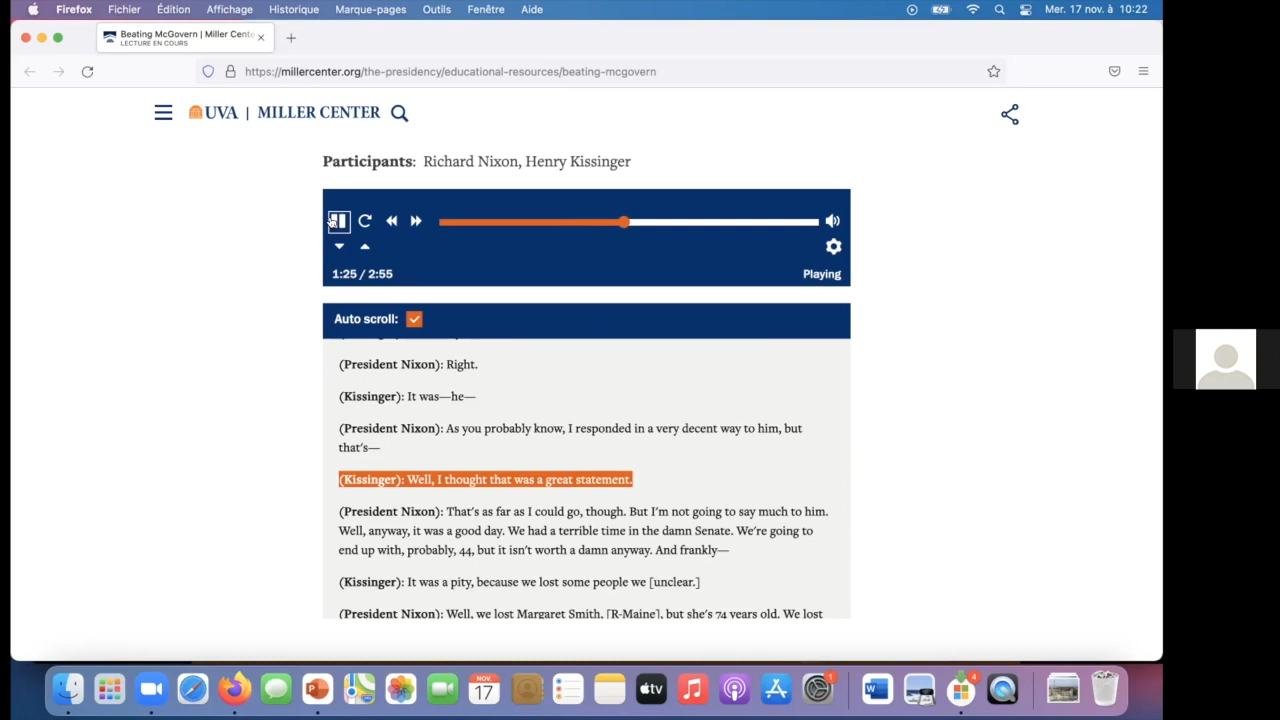 Firefox Fichier Édition Affichage Historique Marque-pages Outils Fenêtre Aide Mer. 17 nov. à 10:22
Beating McGovern | Miller Cente
LECTURE EN COURS
https://millercenter.org/the-presidency/educational-resources/beating-mcgovern
UVA | MILLER CENTER
Participants: Richard Nixon, Henry Kissinger
1:25 / 2:55 Playing
Auto scroll:
(President Nixon): Right.
(Kissinger): It was—he—
(President Nixon): As you probably know, I responded in a very decent way to him, but
that's—
(Kissinger): Well, I thought that was a great statement.
(President Nixon): That's as far as I could go, though. But I'm not going to say much to him.
Well, anyway, it was a good day. We had a terrible time in the damn Senate. We're going to
end up with, probably, 44, but it isn't worth a damn anyway. And frankly—
(Kissinger): It was a pity, because we lost some people we [unclear.]
(President Nixon): Well, we lost Margaret Smith, [R-Maine], but she's 74 years old. We lost
NOV.
17
tv
1
W
4